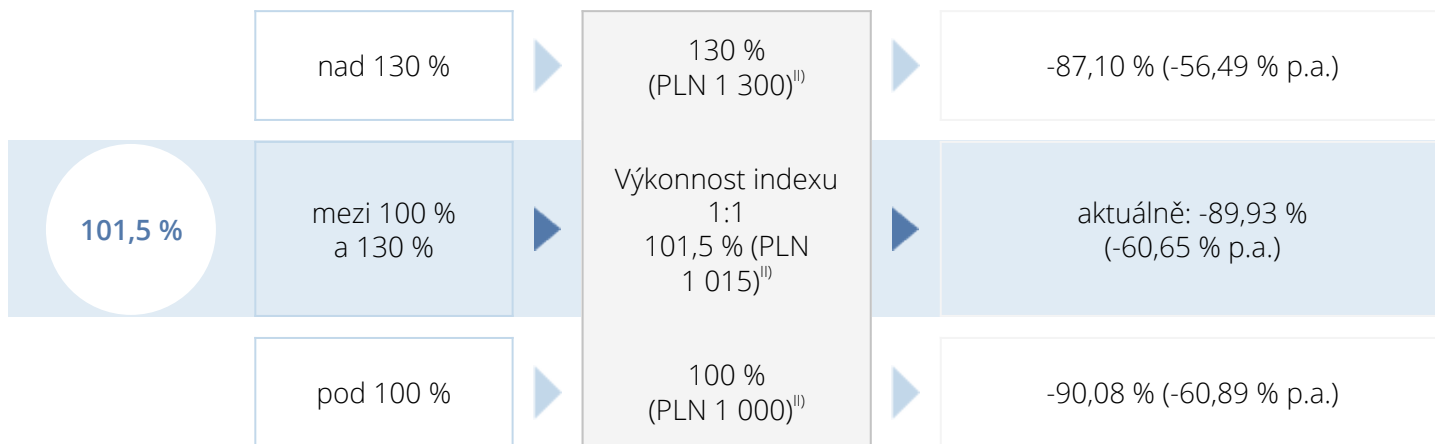 nad 130 %
130 %
(PLN 1 300)II)
-87,10 % (-56,49 % p.a.)
101,5 %
mezi 100 %
a 130 %
Výkonnost indexu
1:1
101,5 % (PLN
1 015)II)
aktuálně: -89,93 %
(-60,65 % p.a.)
pod 100 %
100 %
(PLN 1 000)II)
-90,08 % (-60,89 % p.a.)